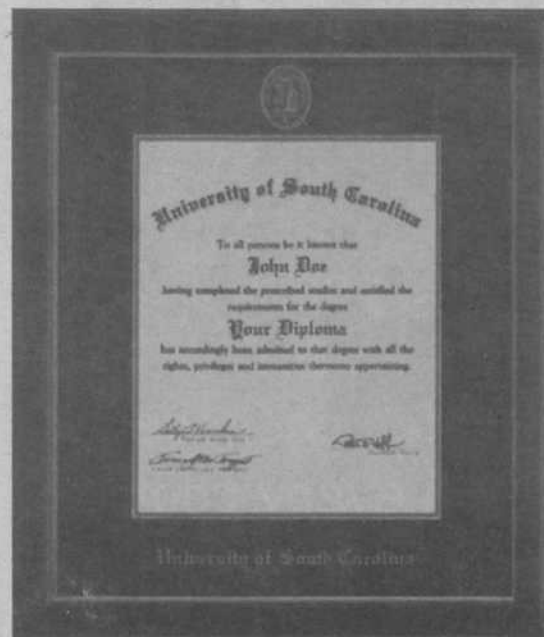 University of South Carolina
To all persons be it known that
John Doe
having completed the prescribed studies and satisfied the
requirements for the degree
Your Diploma
has accordingly been admitted to that degree with all the
rights, privileges and immunities thereunto appertaining.
University of South Carolina